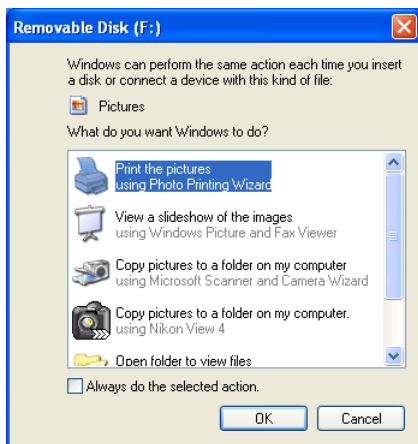 Removable Disk (F:)
Windows can perform the same action each time you insert
a disk or connect a device with this kind of file:
Pictures
What do you want Windows to do?
Print the pictures
using Photo Printing Wizard
View a slideshow of the images
using Windows Picture and Fax Viewer
Copy pictures to a folder on my computer
using Microsoft Scanner and Camera Wizard
Copy pictures to a folder on my computer.
using Nikon View 4
Open folder to view files
Always do the selected action.
OK
Cancel